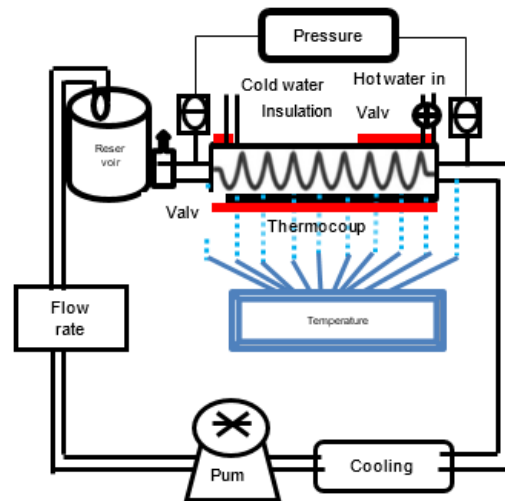 Pressure
Cold water
Hot water in
Insulation
Valv
Reser
voir
Valv
Thermocoup
Flow
rate
Temperature
Pum
Cooling